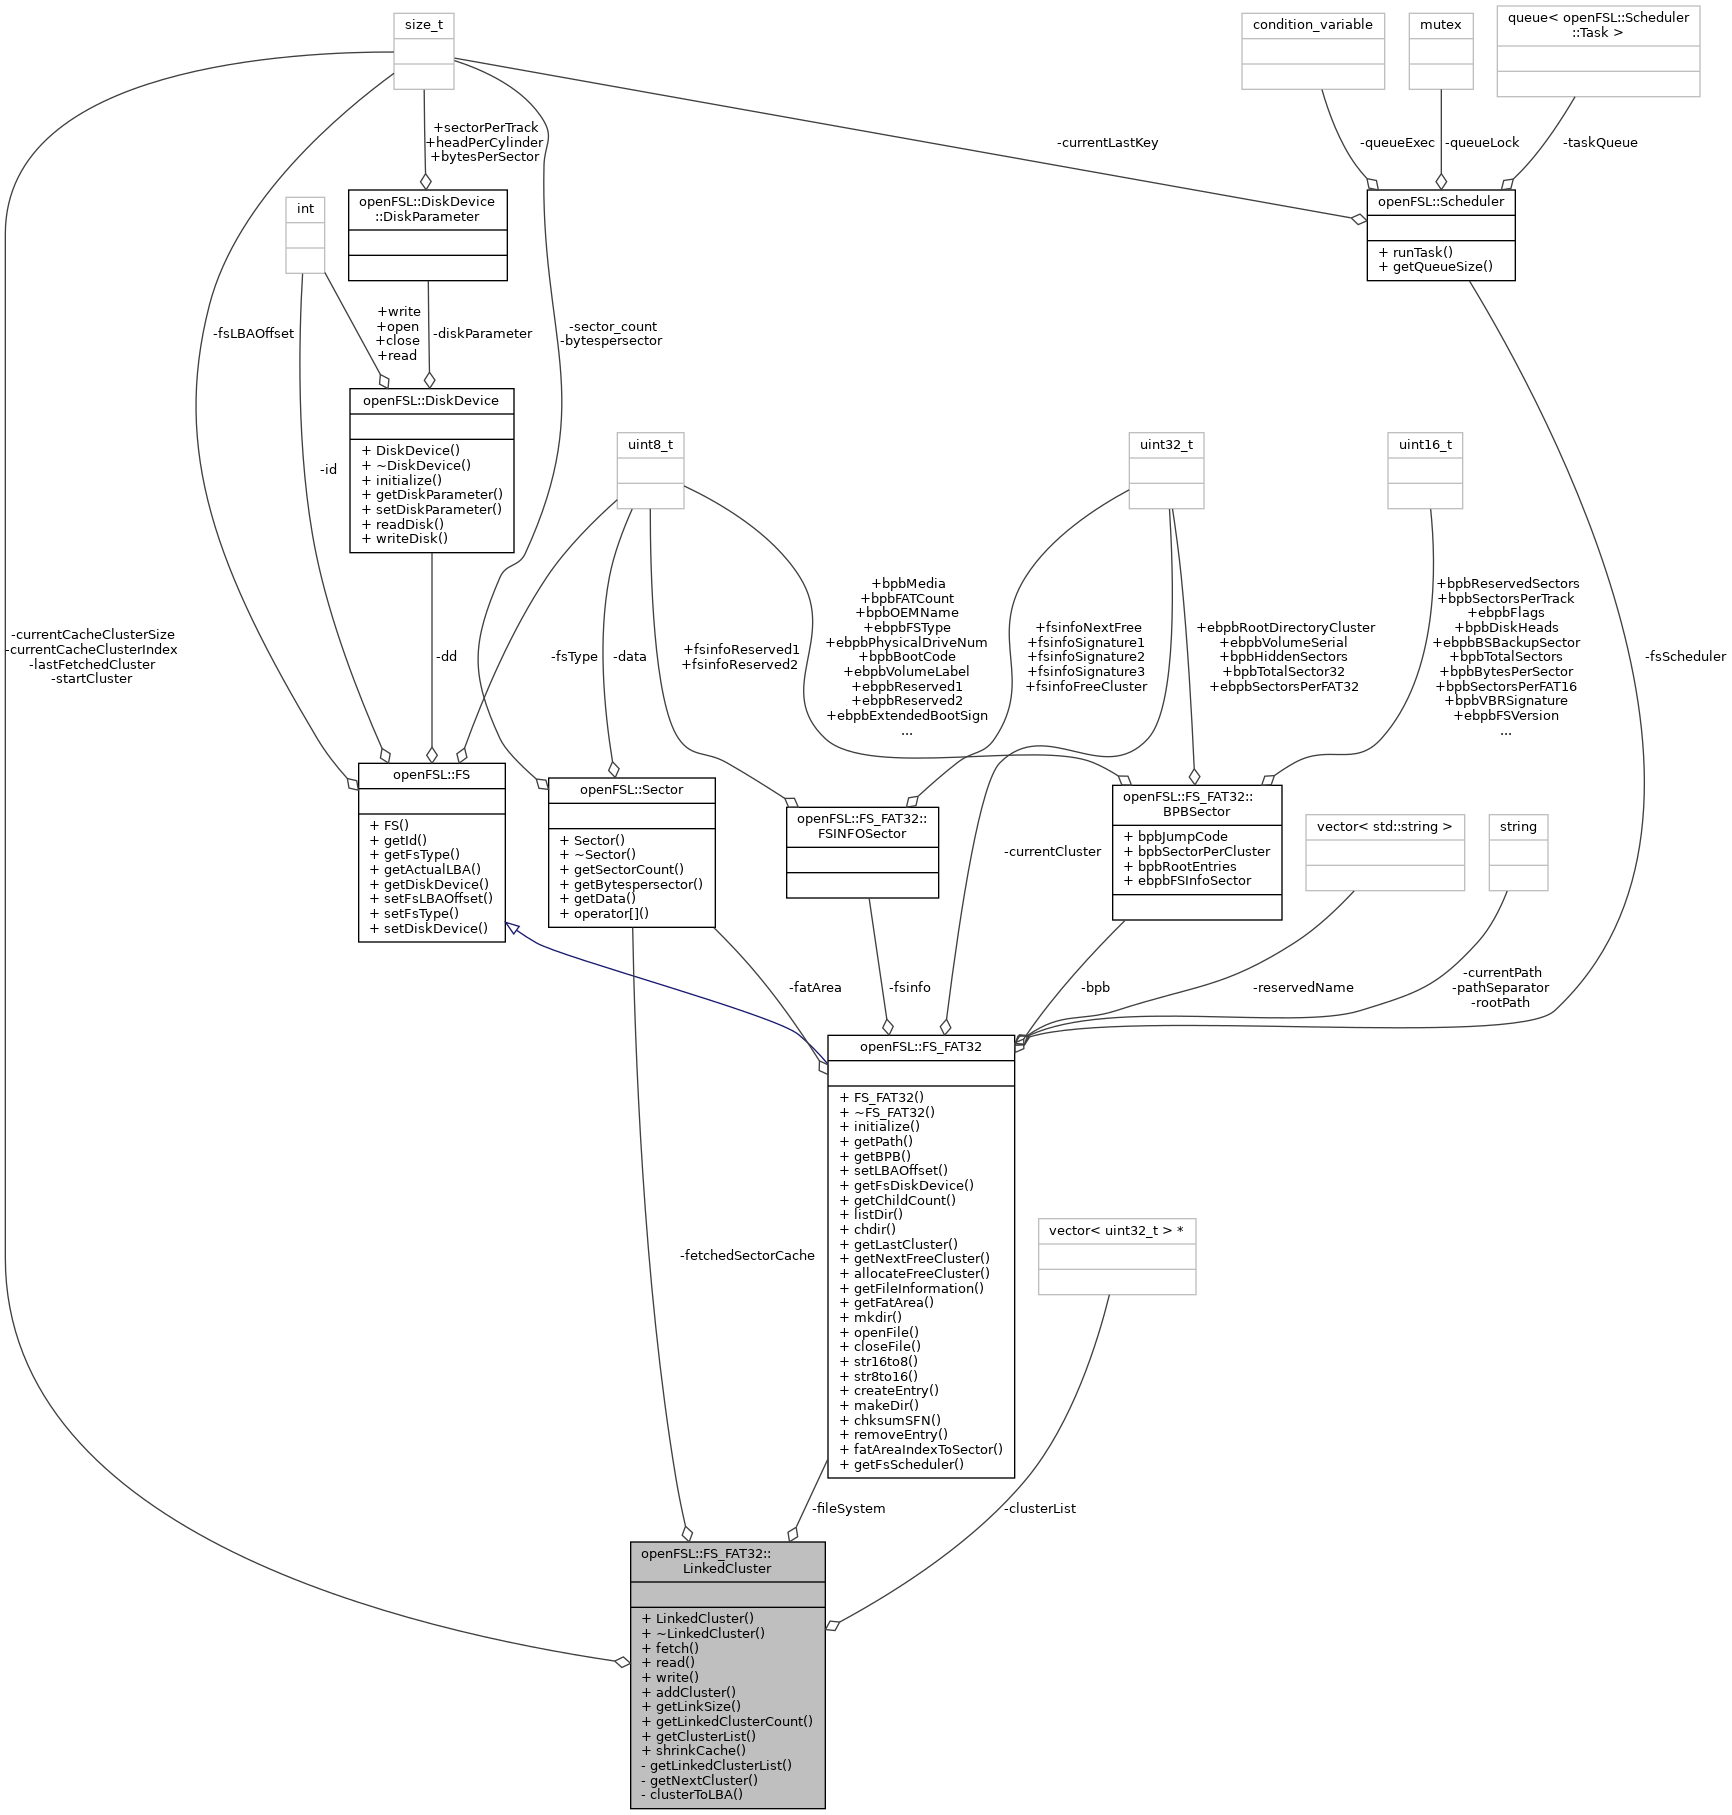 size_t
condition_variable
mutex
queue< openFSL::Scheduler
::Task >
+sectorPerTrack
+headPerCylinder
+bytesPerSector
-currentLastKey
-queueExec
-queueLock
-taskQueue
int
openFSL::DiskDevice
::DiskParameter
openFSL::Scheduler
+ runTask()
+ getQueueSize()
-fsLBAOffset
+write
+open
+close
+read
-diskParameter
-sector_count
-bytespersector
openFSL::DiskDevice
+ DiskDevice()
+ ~DiskDevice()
+ initialize()
+ getDiskParameter()
+ setDiskParameter()
+ readDisk()
+ writeDisk()
-id
uint8_t
uint32_t
uint16_t
-currentCacheClusterSize
-currentCacheClusterIndex
-lastFetchedCluster
-startCluster
-dd
-fsType
-data
+fsinfoReserved1
+fsinfoReserved2
+bpbMedia
+bpbFATCount
+bpbOEMName
+ebpbFSType
+ebpbPhysicalDriveNum
+bpbBootCode
+ebpbVolumeLabel
+ebpbReserved1
+ebpbReserved2
+ebpbExtendedBootSign
...
+fsinfoNextFree
+fsinfoSignature1
+fsinfoSignature2
+fsinfoSignature3
+fsinfoFreeCluster
+ebpbRootDirectoryCluster
+ebpbVolumeSerial
+bpbHiddenSectors
+bpbTotalSector32
+ebpbSectorsPerFAT32
+bpbReservedSectors
+bpbSectorsPerTrack
+ebpbFlags
+bpbDiskHeads
+ebpbBSBackupSector
+bpbTotalSectors
+bpbBytesPerSector
+bpbSectorsPerFAT16
+bpbVBRSignature
+ebpbFSVersion
...
-fsScheduler
openFSL::FS
+ FS()
+ getId()
+ getFsType()
+ getActualLBA()
+ getDiskDevice()
+ setFsLBAOffset()
+ setFsType()
+ setDiskDevice()
openFSL::Sector
+ Sector()
+ ~Sector()
+ getSectorCount()
+ getBytespersector()
+ getData()
+ operator[]()
openFSL::FS_FAT32::
FSINFOSector
-currentCluster
openFSL::FS_FAT32::
BPBSector
+ bpbJumpCode
+ bpbSectorPerCluster
+ bpbRootEntries
+ ebpbFSInfoSector
vector< std::string >
string
-fatArea
-fsinfo
-bpb
-reservedName
-currentPath
-pathSeparator
-rootPath
openFSL::FS_FAT32
+ FS_FAT32()
+ ~FS_FAT32()
+ initialize()
+ getPath()
+ getBPB()
+ setLBAOffset()
+ getFsDiskDevice()
+ getChildCount()
+ listDir()
+ chdir()
+ getLastCluster()
+ getNextFreeCluster()
+ allocateFreeCluster()
+ getFileInformation()
+ getFatArea()
+ mkdir()
+ openFile()
+ closeFile()
+ str16to8()
+ str8to16()
+ createEntry()
+ makeDir()
+ chksumSFN()
+ removeEntry()
+ fatAreaIndexToSector()
+ getFsScheduler()
-fetchedSectorCache
vector< uint32_t > *
-fileSystem
-clusterList
openFSL::FS_FAT32::
LinkedCluster
+ LinkedCluster()
+ ~LinkedCluster()
+ fetch()
+ read()
+ write()
+ addCluster()
+ getLinkSize()
+ getLinkedClusterCount()
+ getClusterList()
+ shrinkCache()
- getLinkedClusterList()
- getNextCluster()
- clusterToLBA()